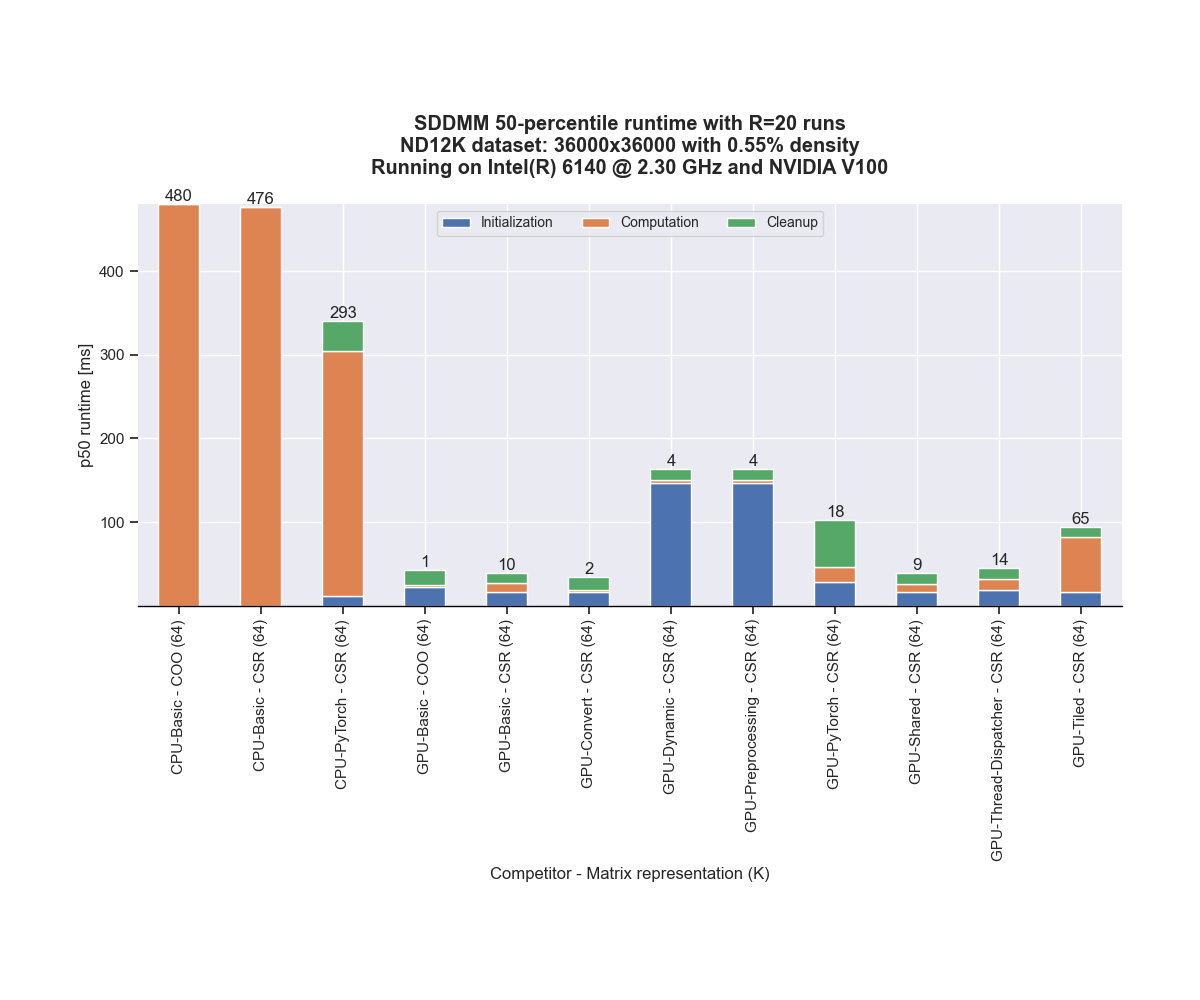 SDDMM 50-percentile runtime with R=20 runs
ND12K dataset: 36000x36000 with 0.55% density
Running on Intel(R) 6140 @ 2.30 GHz and NVIDIA V100
Initialization
Computation
Cleanup
480
476
293
1
10
2
4
4
18
9
14
65
p50 runtime [ms]
400
300
200
100
CPU-Basic - COO (64)
CPU-Basic - CSR (64)
CPU-PyTorch - CSR (64)
GPU-Basic - COO (64)
GPU-Basic - CSR (64)
GPU-Convert - CSR (64)
GPU-Dynamic - CSR (64)
GPU-Preprocessing - CSR (64)
GPU-PyTorch - CSR (64)
GPU-Shared - CSR (64)
GPU-Thread-Dispatcher - CSR (64)
GPU-Tiled - CSR (64)
Competitor - Matrix representation (K)